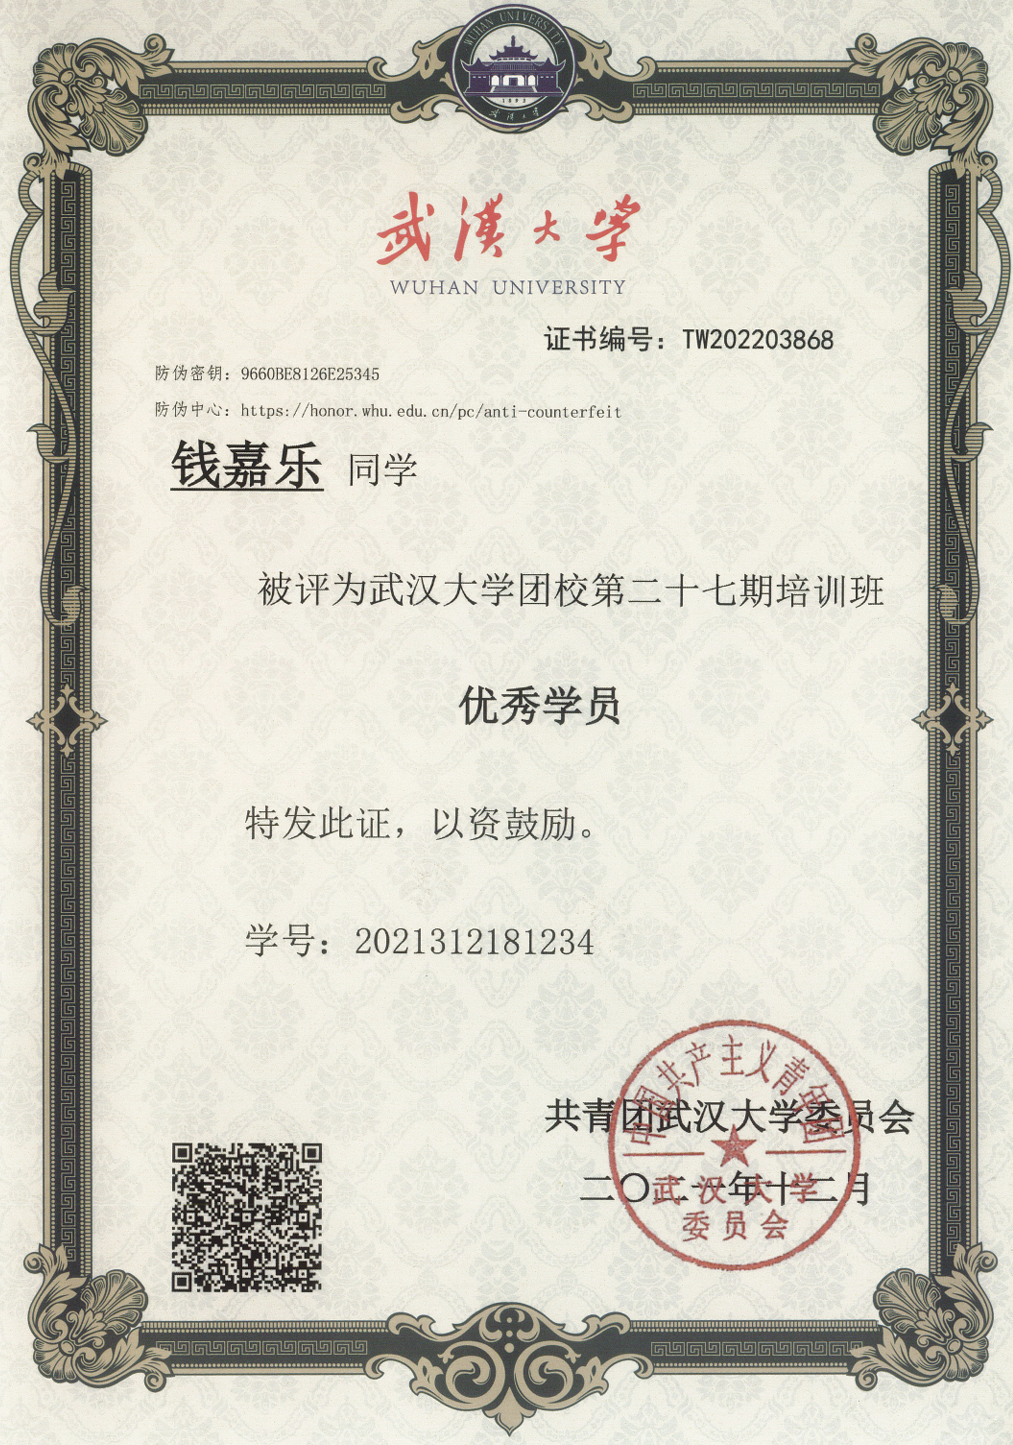 WUHAN UNIVERSITY
1893
武汉大学
武漢大學
WUHAN UNIVERSITY
证书编号：TW202203868
防伪密钥：9660BE8126E25345
防伪中心：https://honor.whu.edu.cn/pc/anti-counterfeit
钱嘉乐 同学
被评为武汉大学团校第二十七期培训班
优秀学员
特发此证，以资鼓励。
学号：2021312181234
共青团武汉大学委员会
二〇二一年十二月
中国共产主义青年团
武汉大学
委员会